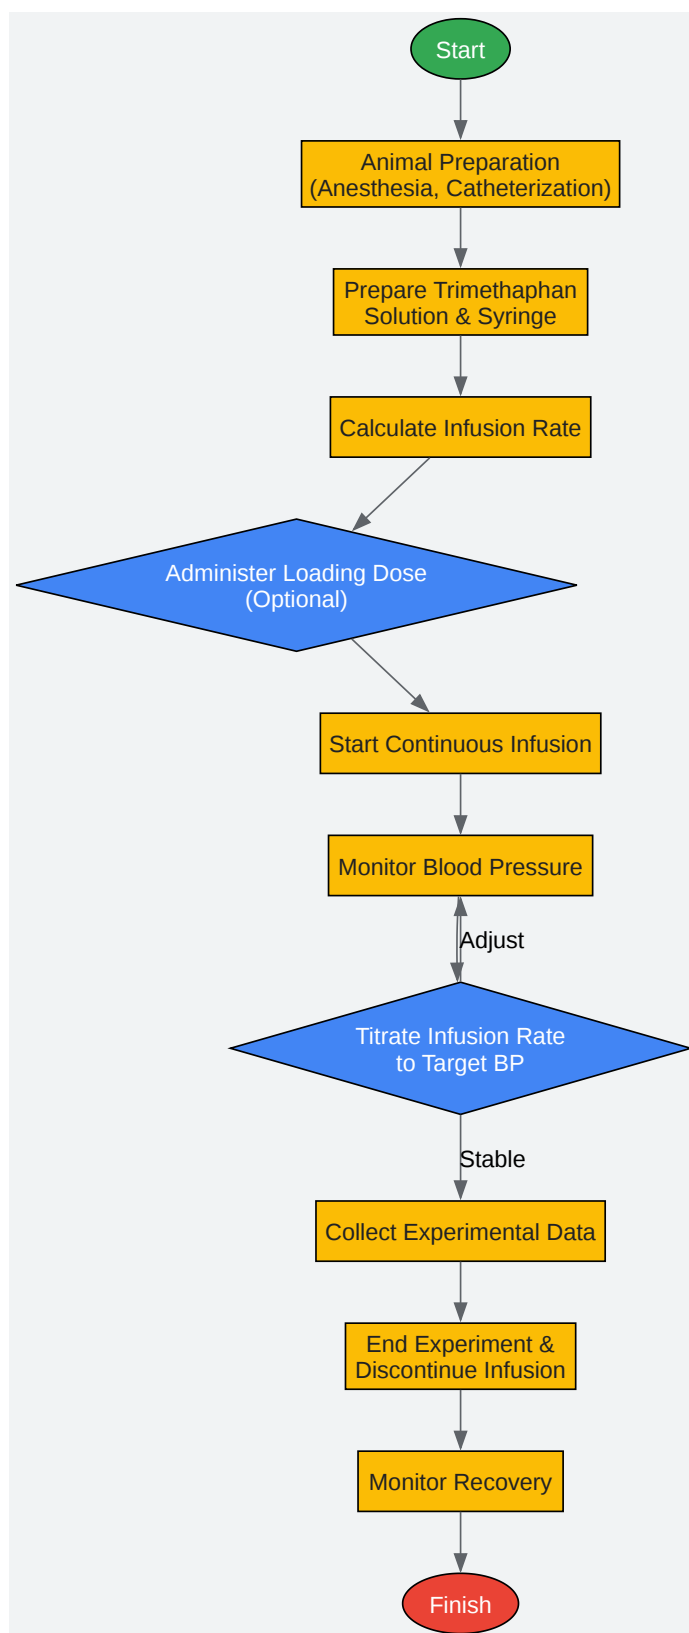 Start
Animal Preparation
(Anesthesia, Catheterization)
Prepare Trimethaphan
Solution & Syringe
Calculate Infusion Rate
Administer Loading Dose
(Optional)
Start Continuous Infusion
Monitor Blood Pressure
Adjust
Titrate Infusion Rate
to Target BP
Stable
Collect Experimental Data
End Experiment &
Discontinue Infusion
Monitor Recovery
Finish